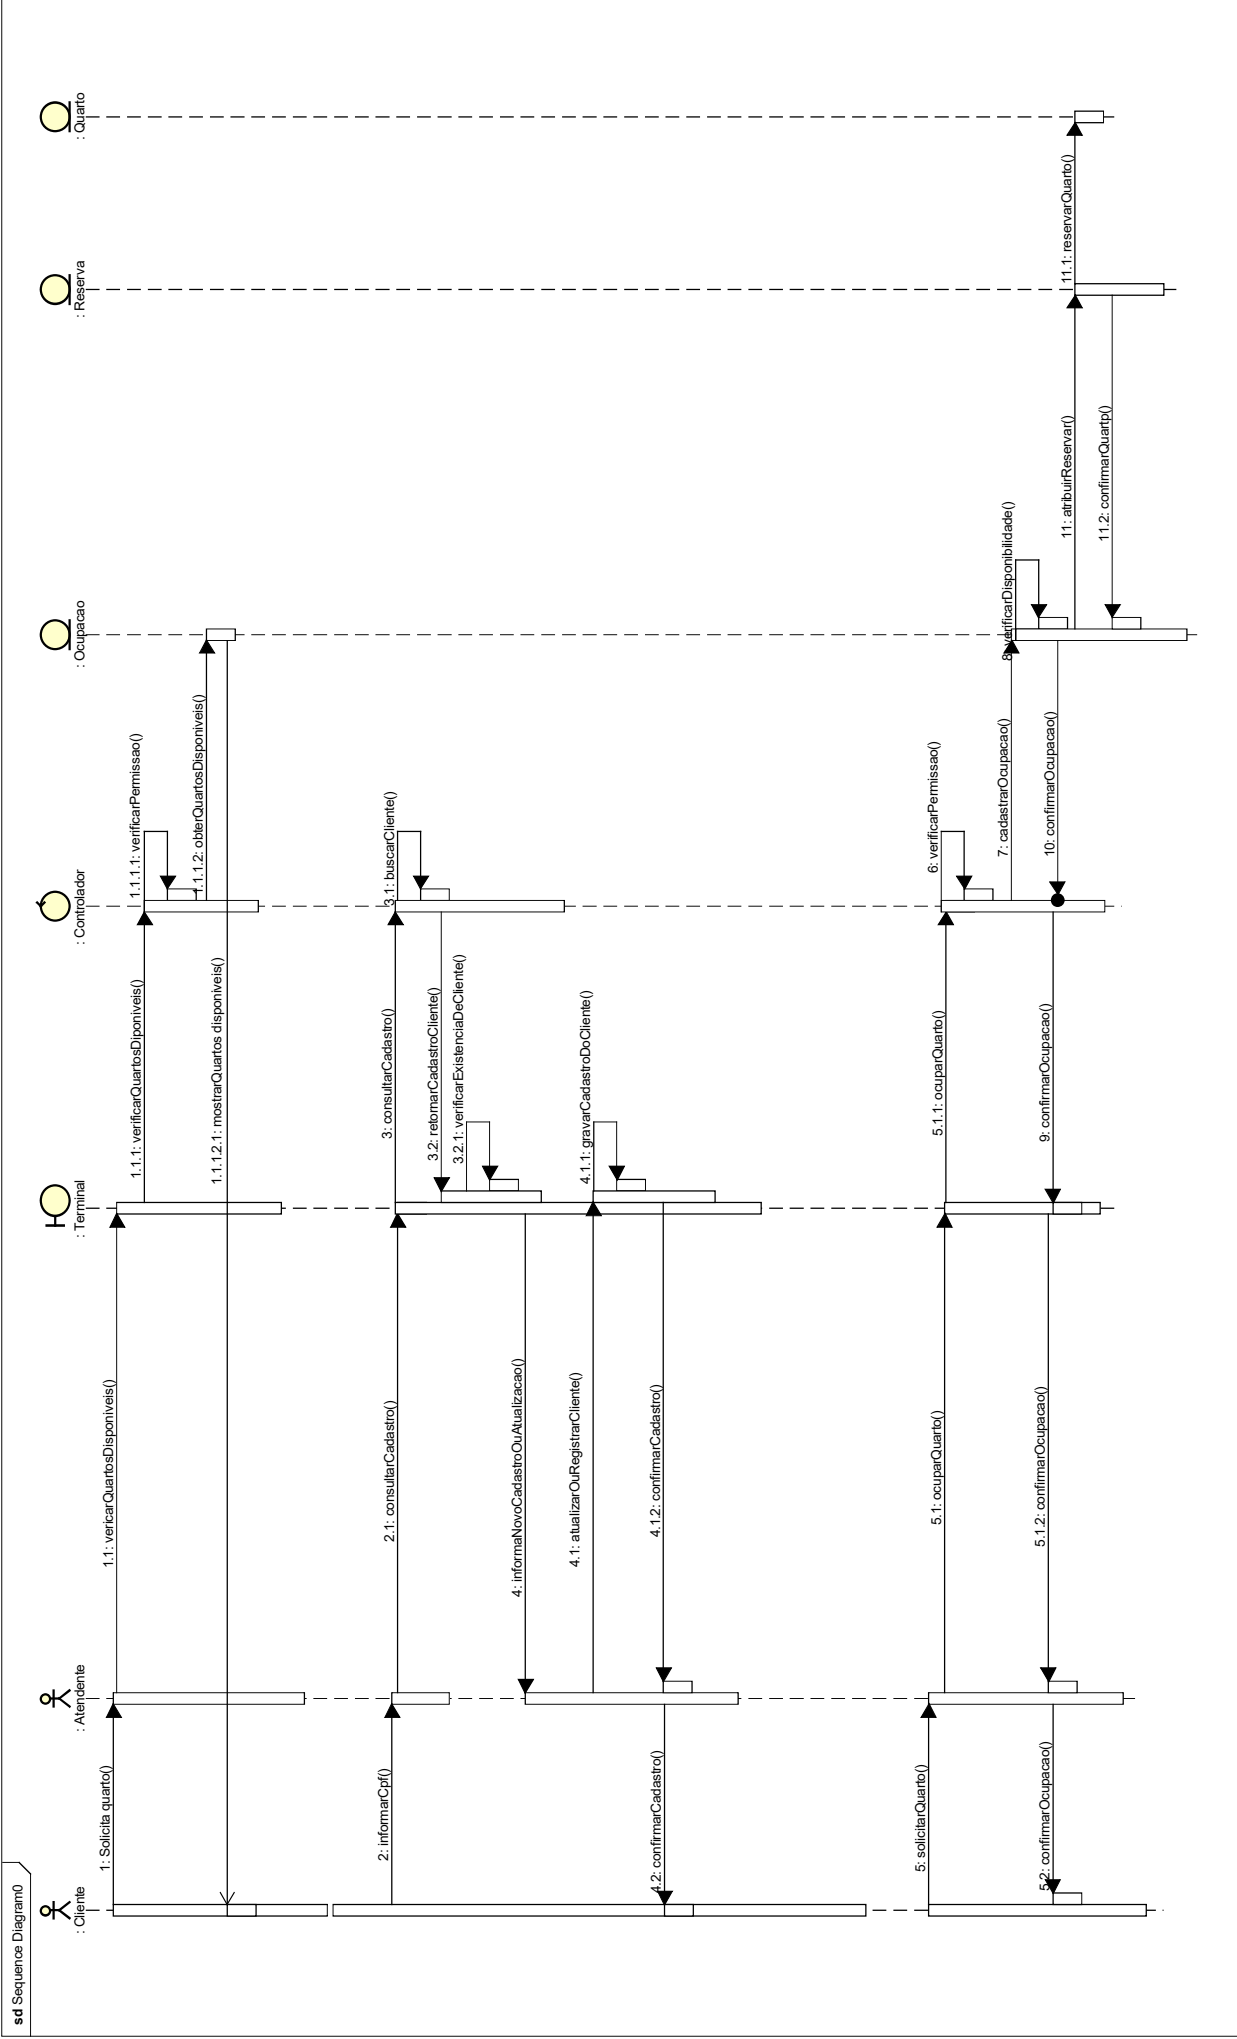 sd Sequence Diagram0
: Cliente
: Atendente
: Terminal
: Controlador
: Ocupacao
: Reserva
: Quarto
1: Solicita quarto()
1.1: vericarQuartosDisponiveis()
1.1.1: verificarQuartosDiponiveis()
1.1.1.1: verificarPermissao()
1.1.1.2: obterQuartosDisponiveis()
1.1.1.2.1: mostrarQuartos disponiveis()
2: informarCpf()
2.1: consultarCadastro()
3: consultarCadastro()
3.1: buscarCliente()
3.2: retornarCadastroCliente()
3.2.1: verificarExistenciaDeCliente()
4: informaNovoCadastroOuAtualizacao()
4.1: atualizarOuRegistrarCliente()
4.1.1: gravarCadastroDoCliente()
4.1.2: confirmarCadastro()
4.2: confirmarCadastro()
5: solicitarQuarto()
5.1: ocuparQuarto()
5.1.1: ocuparQuarto()
6: verificarPermissao()
7: cadastrarOcupacao()
8: verificarDisponibilidade()
9: confirmarOcupacao()
10: confirmarOcupacao()
5.1.2: confirmarOcupacao()
5.2: confirmarOcupacao()
11: atribuirReservar()
11.1: reservarQuarto()
11.2: confirmarQuartp()